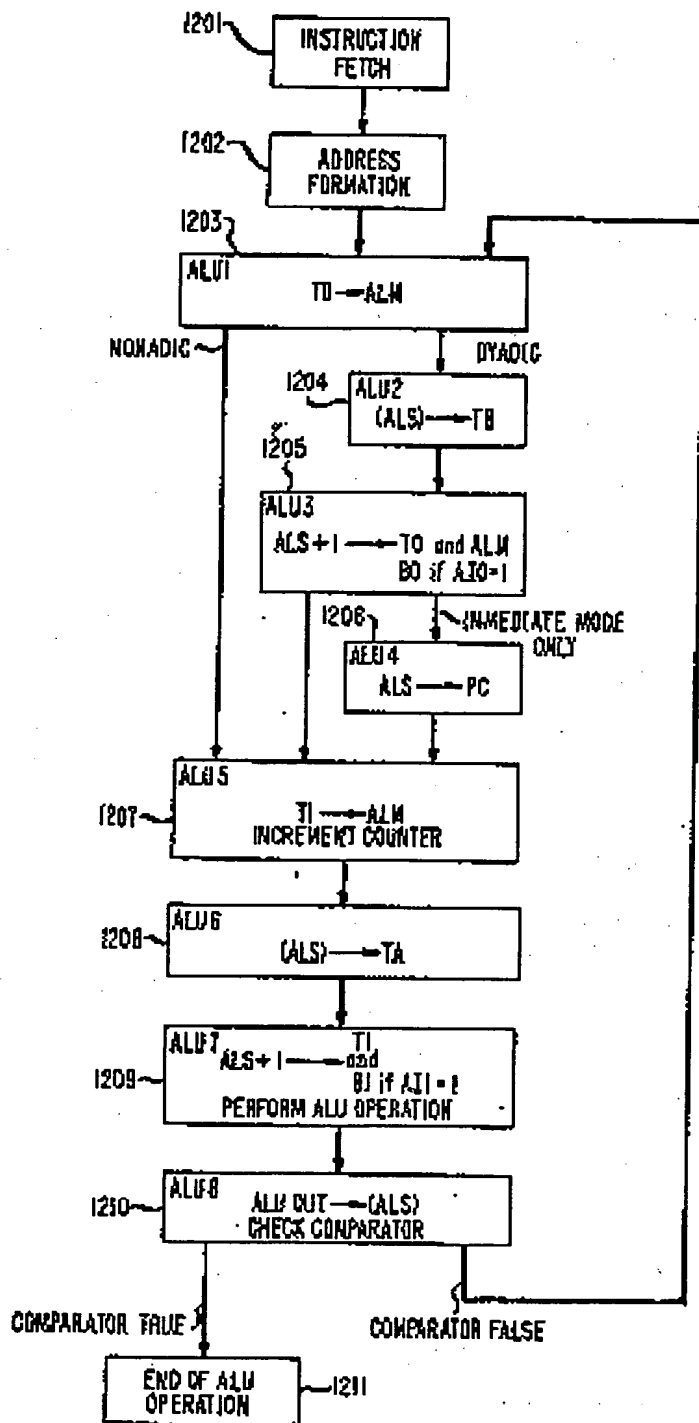 1201
INSTRUCTION
FETCH
1202
ADDRESS
FORMATION
1203
ALU1
T0→ALM
MONADIC
DYADIC
1204
ALU2
(ALS)→TB
1205
ALU3
ALS+1→T0 and ALM
B0 if AI0=1
1206
IMMEDIATE MODE
ONLY
ALU4
ALS→PC
ALU5
1207
T1→ALM
INCREMENT COUNTER
1208
ALU6
(ALS)→TA
ALU7
T1
ALS+1→and
B1 if AI1=1
1209
PERFORM ALU OPERATION
ALU8
1210
ALU OUT→(ALS)
CHECK COMPARATOR
COMPARATOR TRUE
COMPARATOR FALSE
END OF ALU
OPERATION
1211